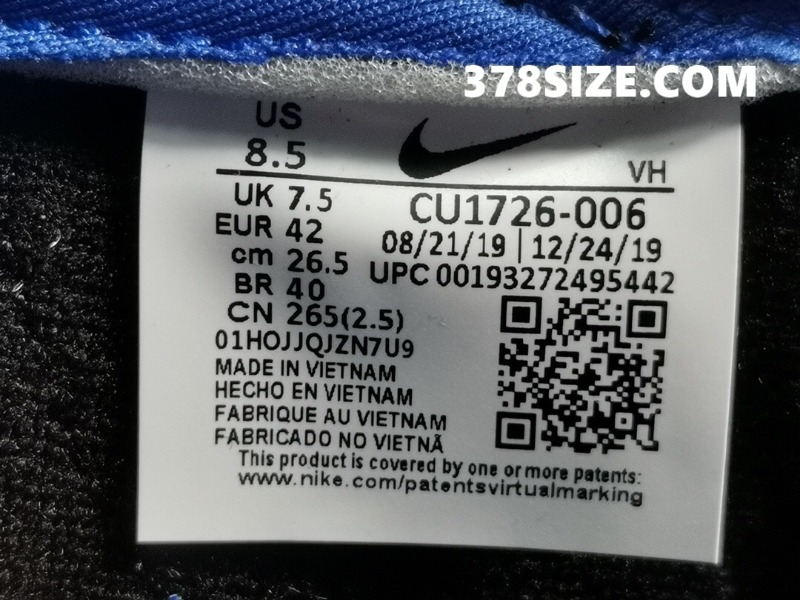 378SIZE.COM
US
8.5
VH
UK 7.5
EUR 42
cm 26.5
BR 40
CN 265(2.5)
CU1726-006
08/21/19 | 12/24/19
UPC 00193272495442
01HOJJQJZN7U9
MADE IN VIETNAM
HECHO EN VIETNAM
FABRIQUE AU VIETNAM
FABRICADO NO VIETNÃ
This product is covered by one or more patents:
www.nike.com/patentsvirtualmarking